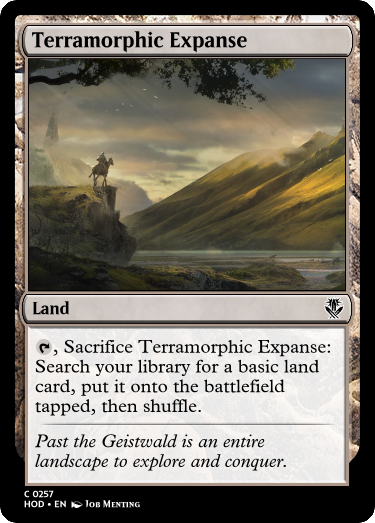 Terramorphic Expanse
Land
, Sacrifice Terramorphic Expanse:
Search your library for a basic land
card, put it onto the battlefield
tapped, then shuffle.
Past the Geistwald is an entire
landscape to explore and conquer.
C 0257
HOD • EN Job Menting